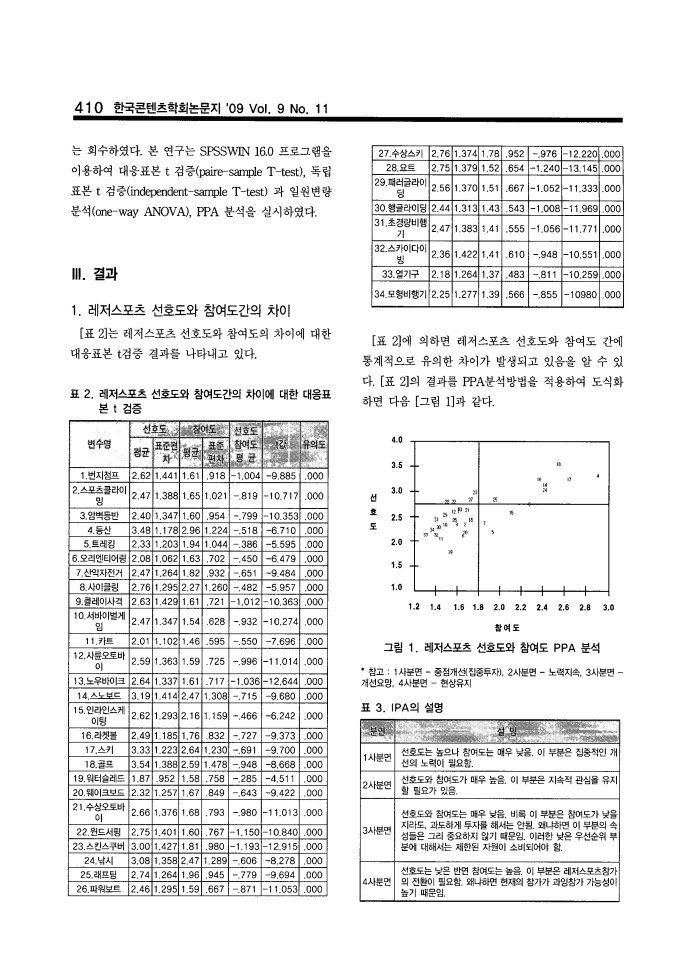 410 한국콘텐츠학회논문지 '09 Vol. 9 No. 11
는 회수하였다. 본 연구는 SPSSWIN 16.0 프로그램을
이용하여 대응표본 t 검증(paire-sample T-test), 독립
표본 t 검증(independent-sample T-test) 과 일원변량
분석(one-way ANOVA), PPA 분석을 실시하였다.
Ⅲ. 결과
1. 레저스포츠 선호도와 참여도간의 차이
[표 2]는 레저스포츠 선호도와 참여도의 차이에 대한
대응표본 t검증 결과를 나타내고 있다.
표 2. 레저스포츠 선호도와 참여도간의 차이에 대한 대응표
본 t 검증
변수명 선호도 참여도 선호도 참여도 평 균 t값 유의도
평균 표준편차 평균 표준편차
1.번지점프 2.62 1.441 1.61 .918 -1.004 -9.885 .000
2.스포츠클라이밍 2.47 1.388 1.65 1.021 -.819 -10.717 .000
3.암벽등반 2.40 1.347 1.60 .954 -.799 -10.353 .000
4.등산 3.48 1.178 2.96 1.224 -.518 -6.710 .000
5.트레킹 2.33 1.203 1.94 1.044 -.386 -5.595 .000
6.오리엔티어링 2.08 1.062 1.63 .702 -.450 -6.479 .000
7.산악자전거 2.47 1.264 1.82 .932 -.651 -9.484 .000
8.사이클링 2.76 1.295 2.27 1.260 -.482 -5.957 .000
9.클레이사격 2.63 1.429 1.61 .721 -1.012 -10.363 .000
10.서바이벌게임 2.47 1.347 1.54 .628 -.932 -10.274 .000
11.카트 2.01 1.102 1.46 .595 -.550 -7.696 .000
12.사륜오토바이 2.59 1.363 1.59 .725 -.996 -11.014 .000
13.노우바이크 2.64 1.337 1.61 .717 -1.036 -12.644 .000
14.스노보드 3.19 1.414 2.47 1.308 -.715 -9.680 .000
15.인라인스케이팅 2.62 1.293 2.16 1.159 -.466 -6.242 .000
16.라켓볼 2.49 1.185 1.76 .832 -.727 -9.373 .000
17.스키 3.33 1.223 2.64 1.230 -.691 -9.700 .000
18.골프 3.54 1.388 2.59 1.478 -.948 -8.668 .000
19.워터슬레드 1.87 .952 1.58 .758 -.285 -4.511 .000
20.웨이크보드 2.32 1.257 1.67 .849 -.643 -9.422 .000
21.수상오토바이 2.66 1.376 1.68 .793 -.980 -11.013 .000
22.윈드서핑 2.75 1.401 1.60 .767 -1.150 -10.840 .000
23.스킨스쿠버 3.00 1.427 1.81 .980 -1.193 -12.915 .000
24.낚시 3.08 1.358 2.47 1.289 -.606 -8.278 .000
25.래프팅 2.74 1.264 1.96 .945 -.779 -9.694 .000
26.파워보트 2.46 1.295 1.59 .667 -.871 -11.053 .000
27.수상스키 2.76 1.374 1.78 .952 -.976 -12.220 .000
28.요트 2.75 1.379 1.52 .654 -1.240 -13.145 .000
29.패러글라이딩 2.56 1.370 1.51 .667 -1.052 -11.333 .000
30.행글라이딩 2.44 1.313 1.43 .543 -1.008 -11.969 .000
31.초경량비행기 2.47 1.383 1.41 .555 -1.056 -11.771 .000
32.스카이다이빙 2.36 1.422 1.41 .610 -.948 -10.551 .000
33.열기구 2.18 1.264 1.37 .483 -.811 -10.259 .000
34.모형비행기 2.25 1.277 1.39 .566 -.855 -10980 .000
[표 2]에 의하면 레저스포츠 선호도와 참여도 간에
통계적으로 유의한 차이가 발생되고 있음을 알 수 있
다. [표 2]의 결과를 PPA분석방법을 적용하여 도식화
하면 다음 [그림 1]과 같다.
4.0
3.5
3.0
2.5
2.0
1.5
1.0
선호도
1.2 1.4 1.6 1.8 2.0 2.2 2.4 2.6 2.8 3.0
참여도
그림 1. 레저스포츠 선호도와 참여도 PPA 분석
* 참고 : 1사분면 - 중점개선(집중투자), 2사분면 - 노력지속, 3사분면 -
개선요망, 4사분면 - 현상유지
표 3. IPA의 설명
분면 설 명
1사분면 선호도는 높으나 참여도는 매우 낮음. 이 부분은 집중적인 개
선의 노력이 필요함.
2사분면 선호도와 참여도가 매우 높음. 이 부분은 지속적 관심을 유지
할 필요가 있음.
3사분면 선호도와 참여도는 매우 낮음. 비록 이 부분은 참여도가 낮을
지라도, 과도하게 투자를 해서는 안됨. 왜냐하면 이 부분의 속
성들은 그리 중요하지 않기 때문임. 이러한 낮은 우선순위 부
분에 대해서는 제한된 자원이 소비되어야 함.
4사분면 선호도는 낮은 반면 참여도는 높음. 이 부분은 레저스포츠참가
의 전환이 필요함. 왜냐하면 현재의 참가가 과잉참가 가능성이
높기 때문임.